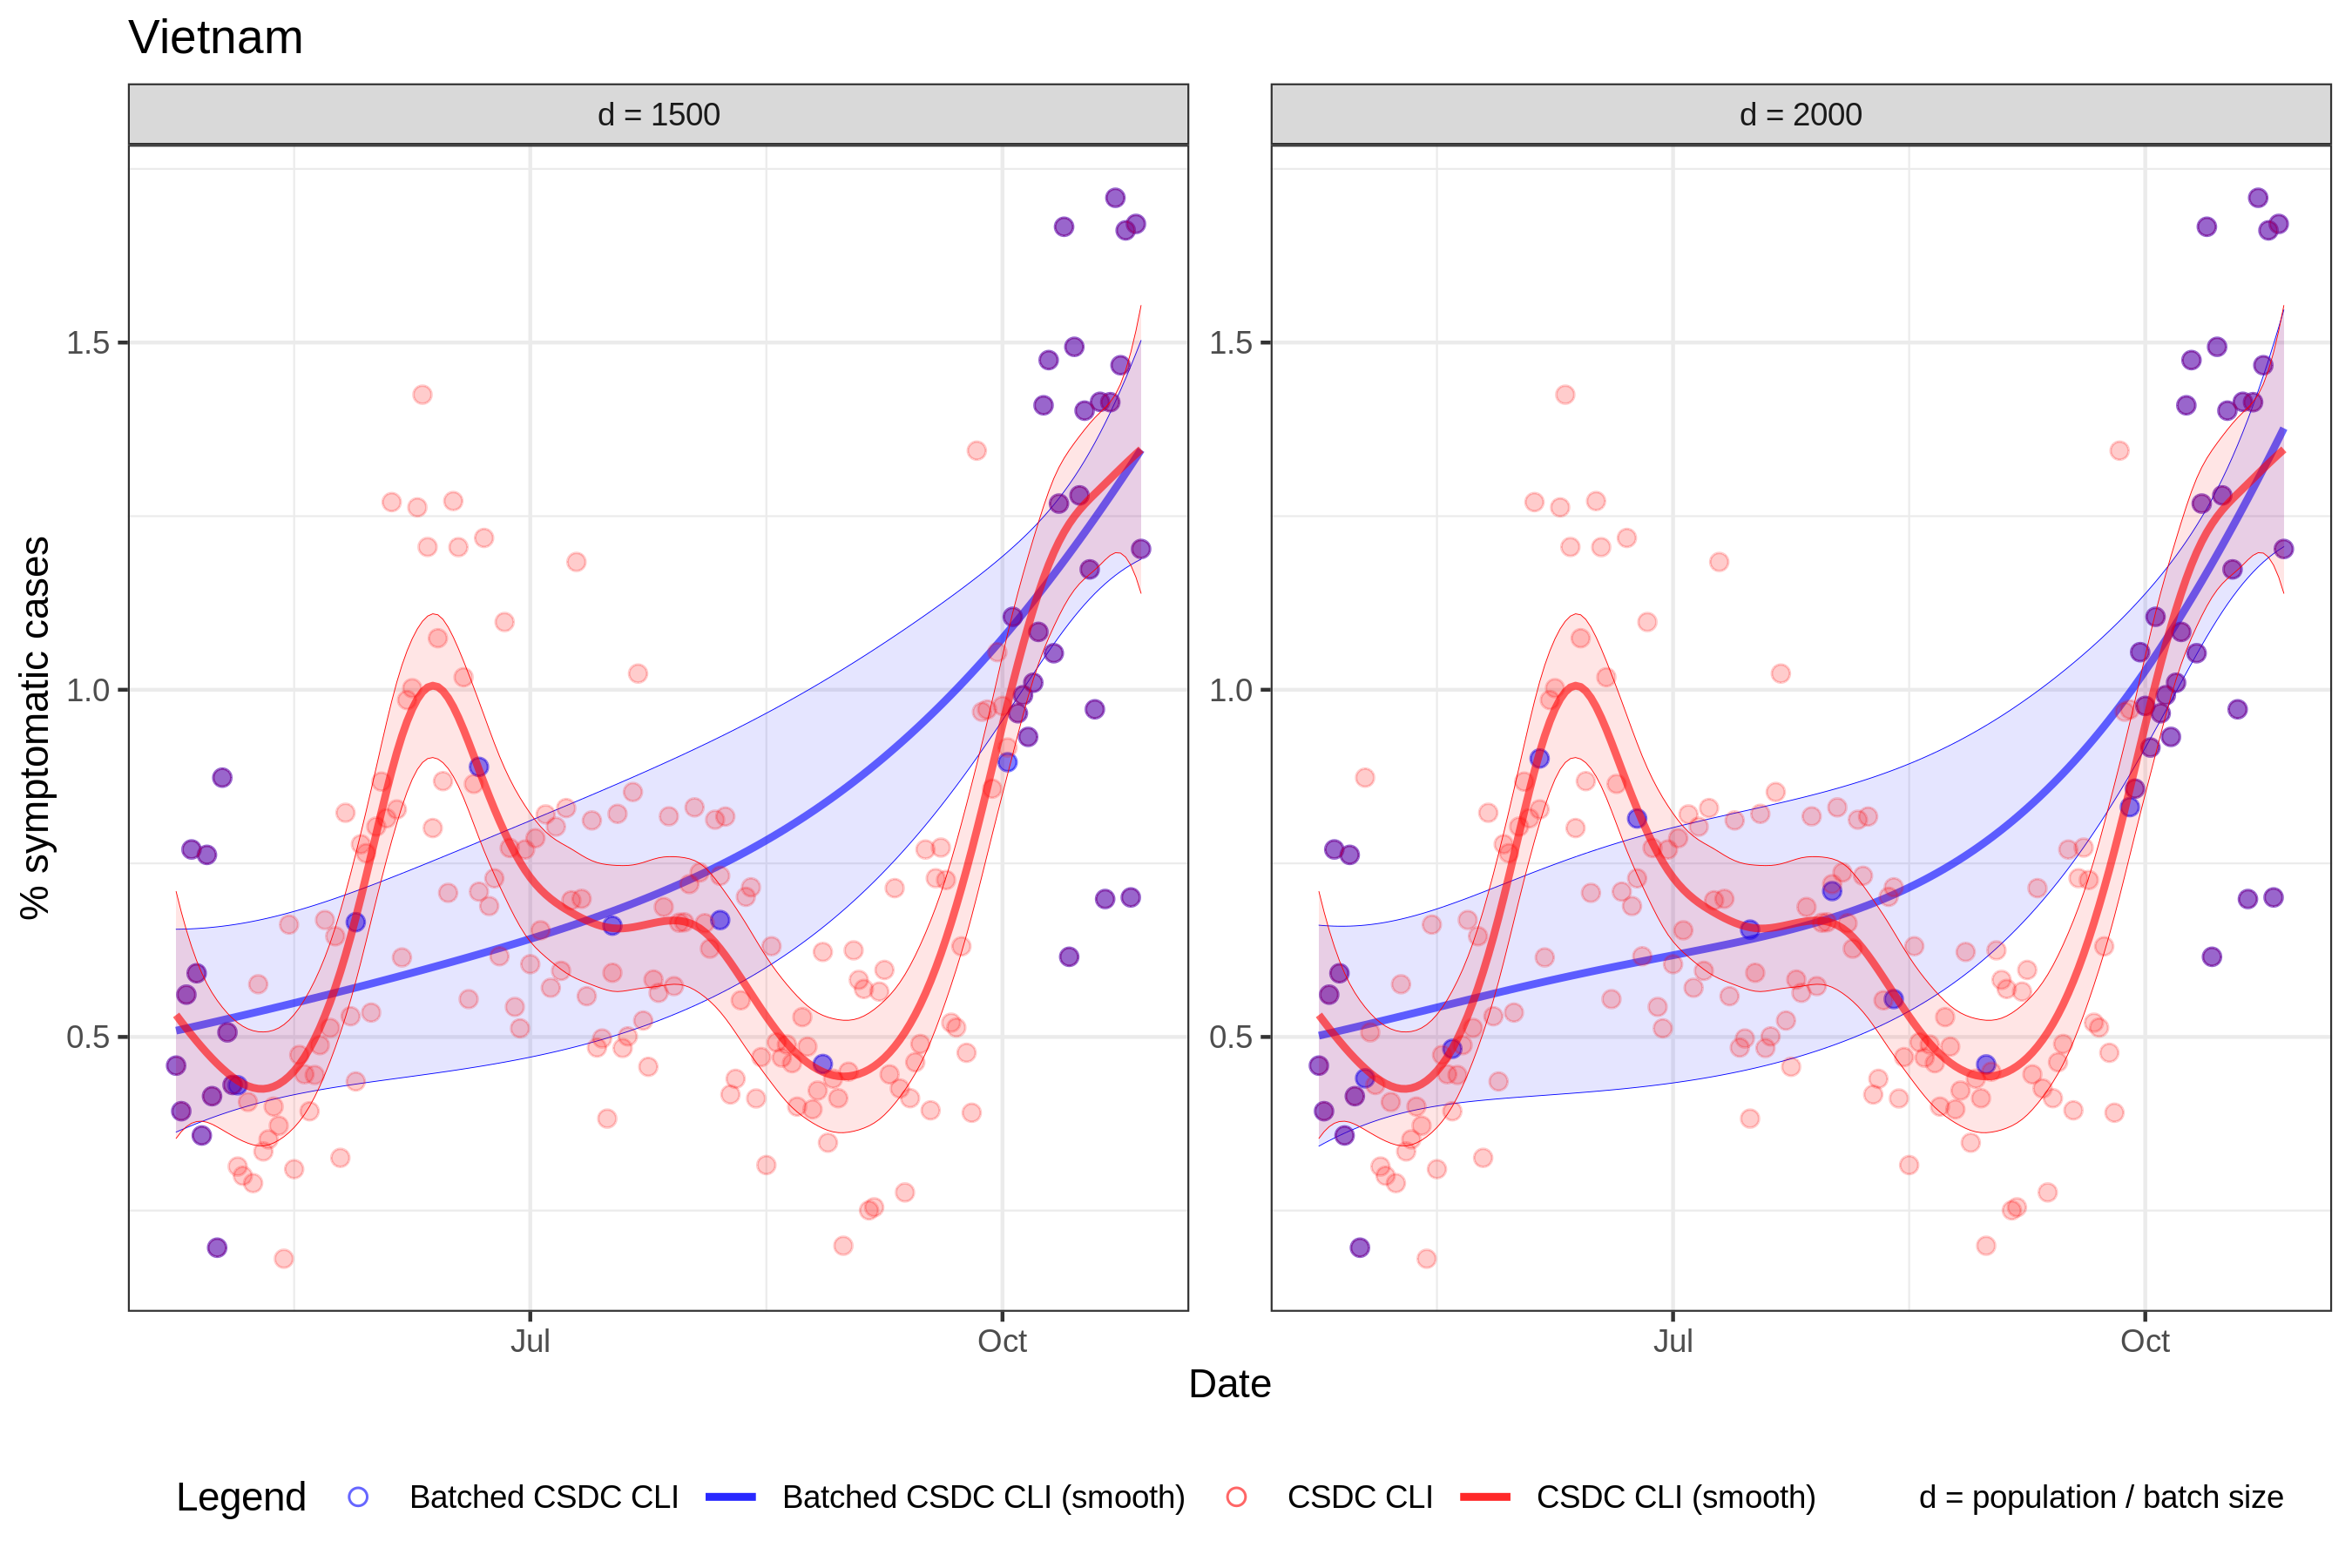 Vietnam
d = 1500
d = 2000
% symptomatic cases
1.5
1.0
0.5
1.5
1.0
0.5
Jul
Oct
Jul
Oct
Date
Legend
Batched CSDC CLI
Batched CSDC CLI (smooth)
CSDC CLI
CSDC CLI (smooth)
d = population / batch size